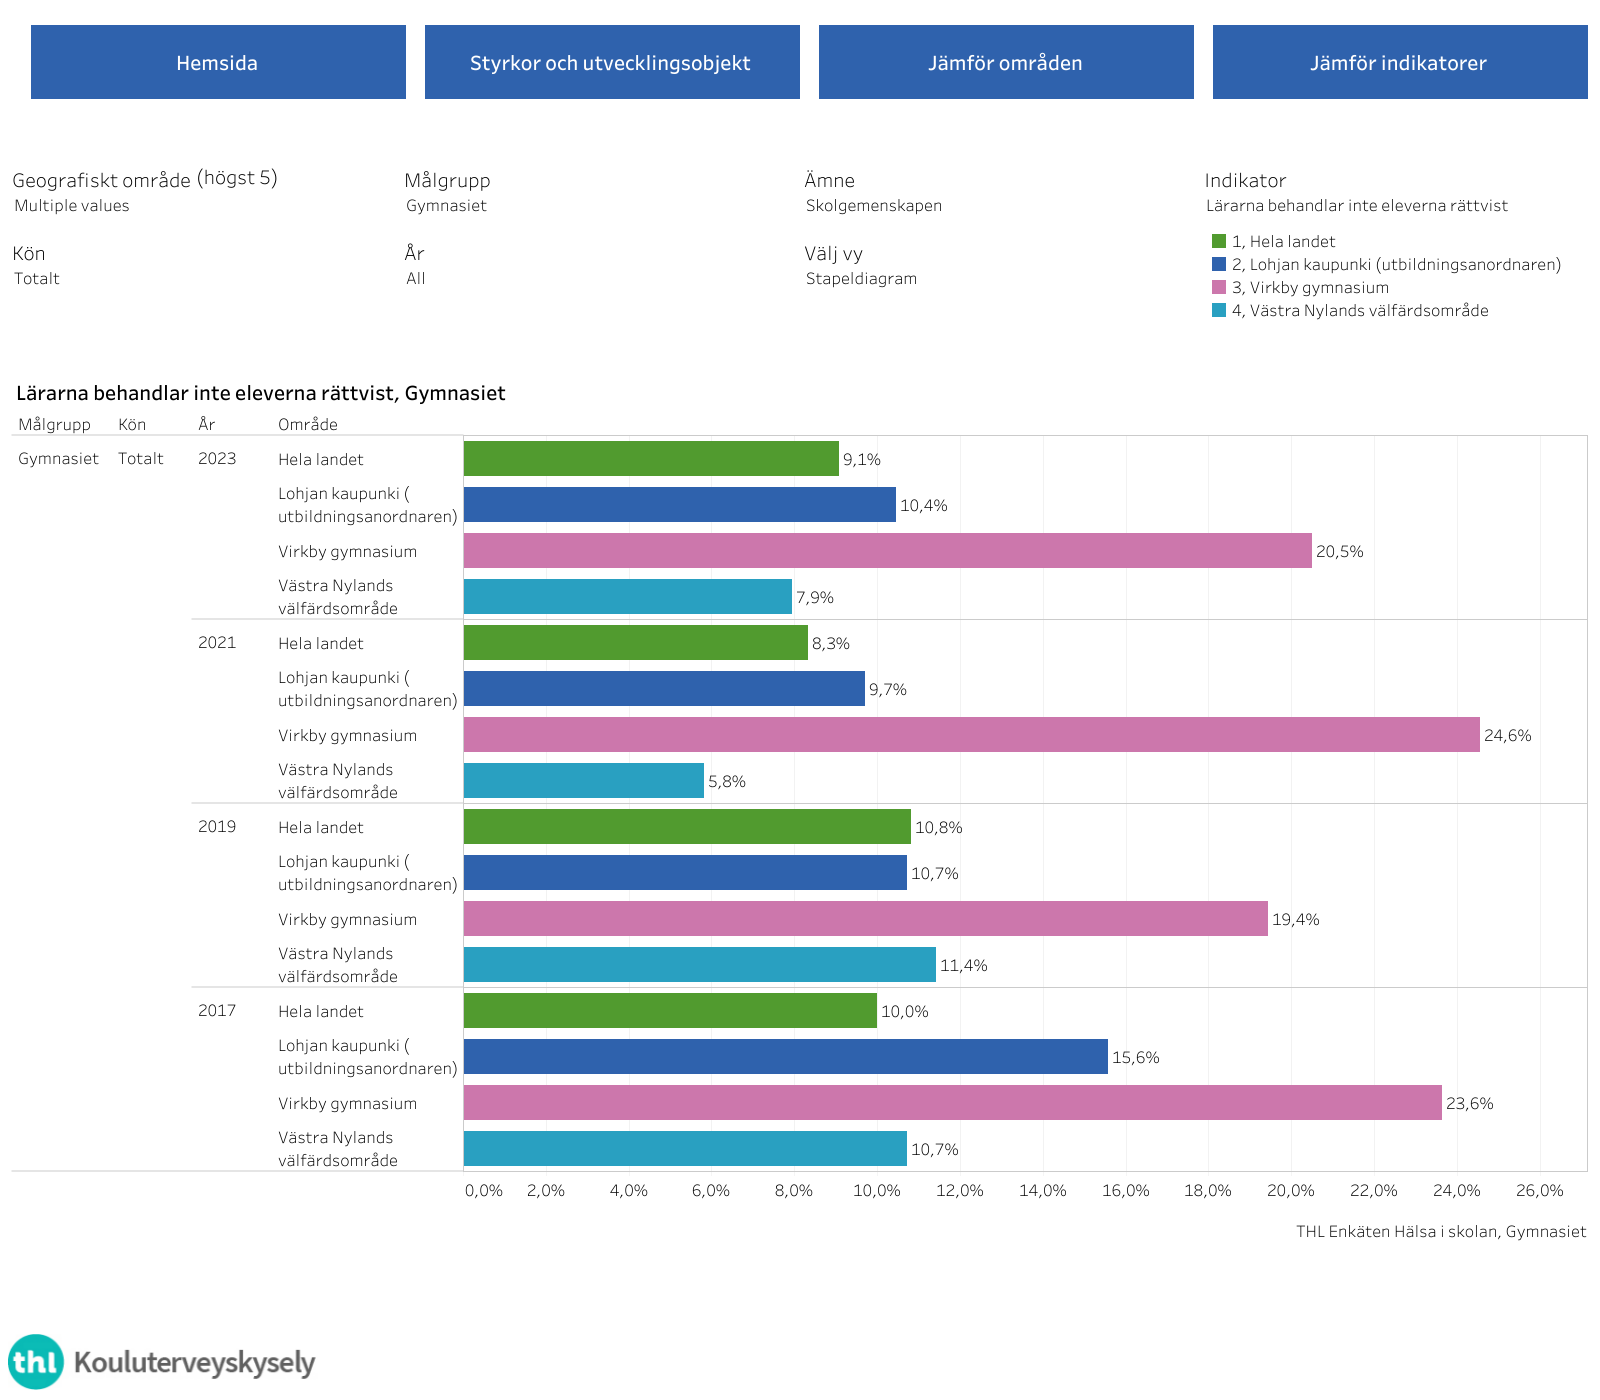 Hemsida
Styrkor och utvecklingsobjekt
Jämför områden
Jämför indikatorer
Geografiskt område (högst 5)
Multiple values
Målgrupp
Gymnasiet
Ämne
Skolgemenskapen
Indikator
Lärarna behandlar inte eleverna rättvist
Kön
Totalt
År
All
Välj vy
Stapeldiagram
1, Hela landet
2, Lohjan kaupunki (utbildningsanordnaren)
3, Virkby gymnasium
4, Västra Nylands välfärdsområde
Lärarna behandlar inte eleverna rättvist, Gymnasiet
Målgrupp Kön År Område
Gymnasiet Totalt 2023 Hela landet 9,1%
Lohjan kaupunki (
utbildningsanordnaren) 10,4%
Virkby gymnasium 20,5%
Västra Nylands
välfärdsområde 7,9%
2021 Hela landet 8,3%
Lohjan kaupunki (
utbildningsanordnaren) 9,7%
Virkby gymnasium 24,6%
Västra Nylands
välfärdsområde 5,8%
2019 Hela landet 10,8%
Lohjan kaupunki (
utbildningsanordnaren) 10,7%
Virkby gymnasium 19,4%
Västra Nylands
välfärdsområde 11,4%
2017 Hela landet 10,0%
Lohjan kaupunki (
utbildningsanordnaren) 15,6%
Virkby gymnasium 23,6%
Västra Nylands
välfärdsområde 10,7%
0,0% 2,0% 4,0% 6,0% 8,0% 10,0% 12,0% 14,0% 16,0% 18,0% 20,0% 22,0% 24,0% 26,0%
THL Enkäten Hälsa i skolan, Gymnasiet
thl Kouluterveyskysely